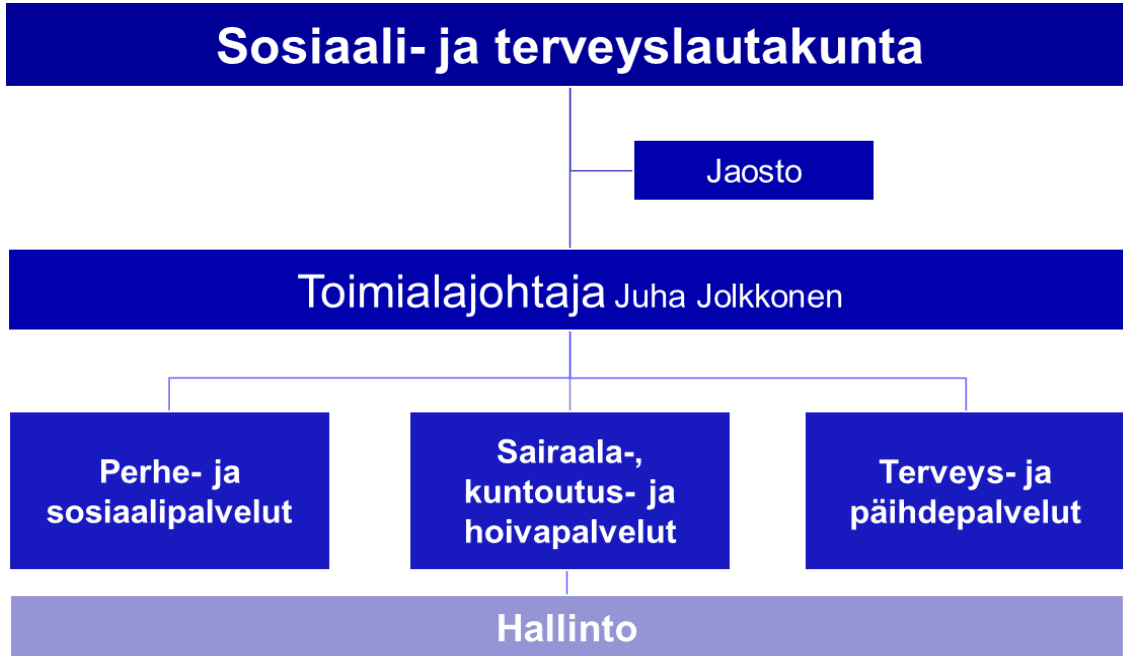 Sosiaali- ja terveyslautakunta
Jaosto
Toimialajohtaja Juha Jolkkonen
Perhe- ja
sosiaalipalvelut
Sairaala-,
kuntoutus- ja
hoivapalvelut
Terveys- ja
päihdepalvelut
Hallinto